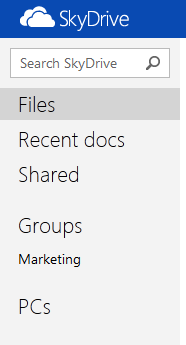 SkyDrive
Search SkyDrive
Files
Recent docs
Shared
Groups
Marketing
PCs